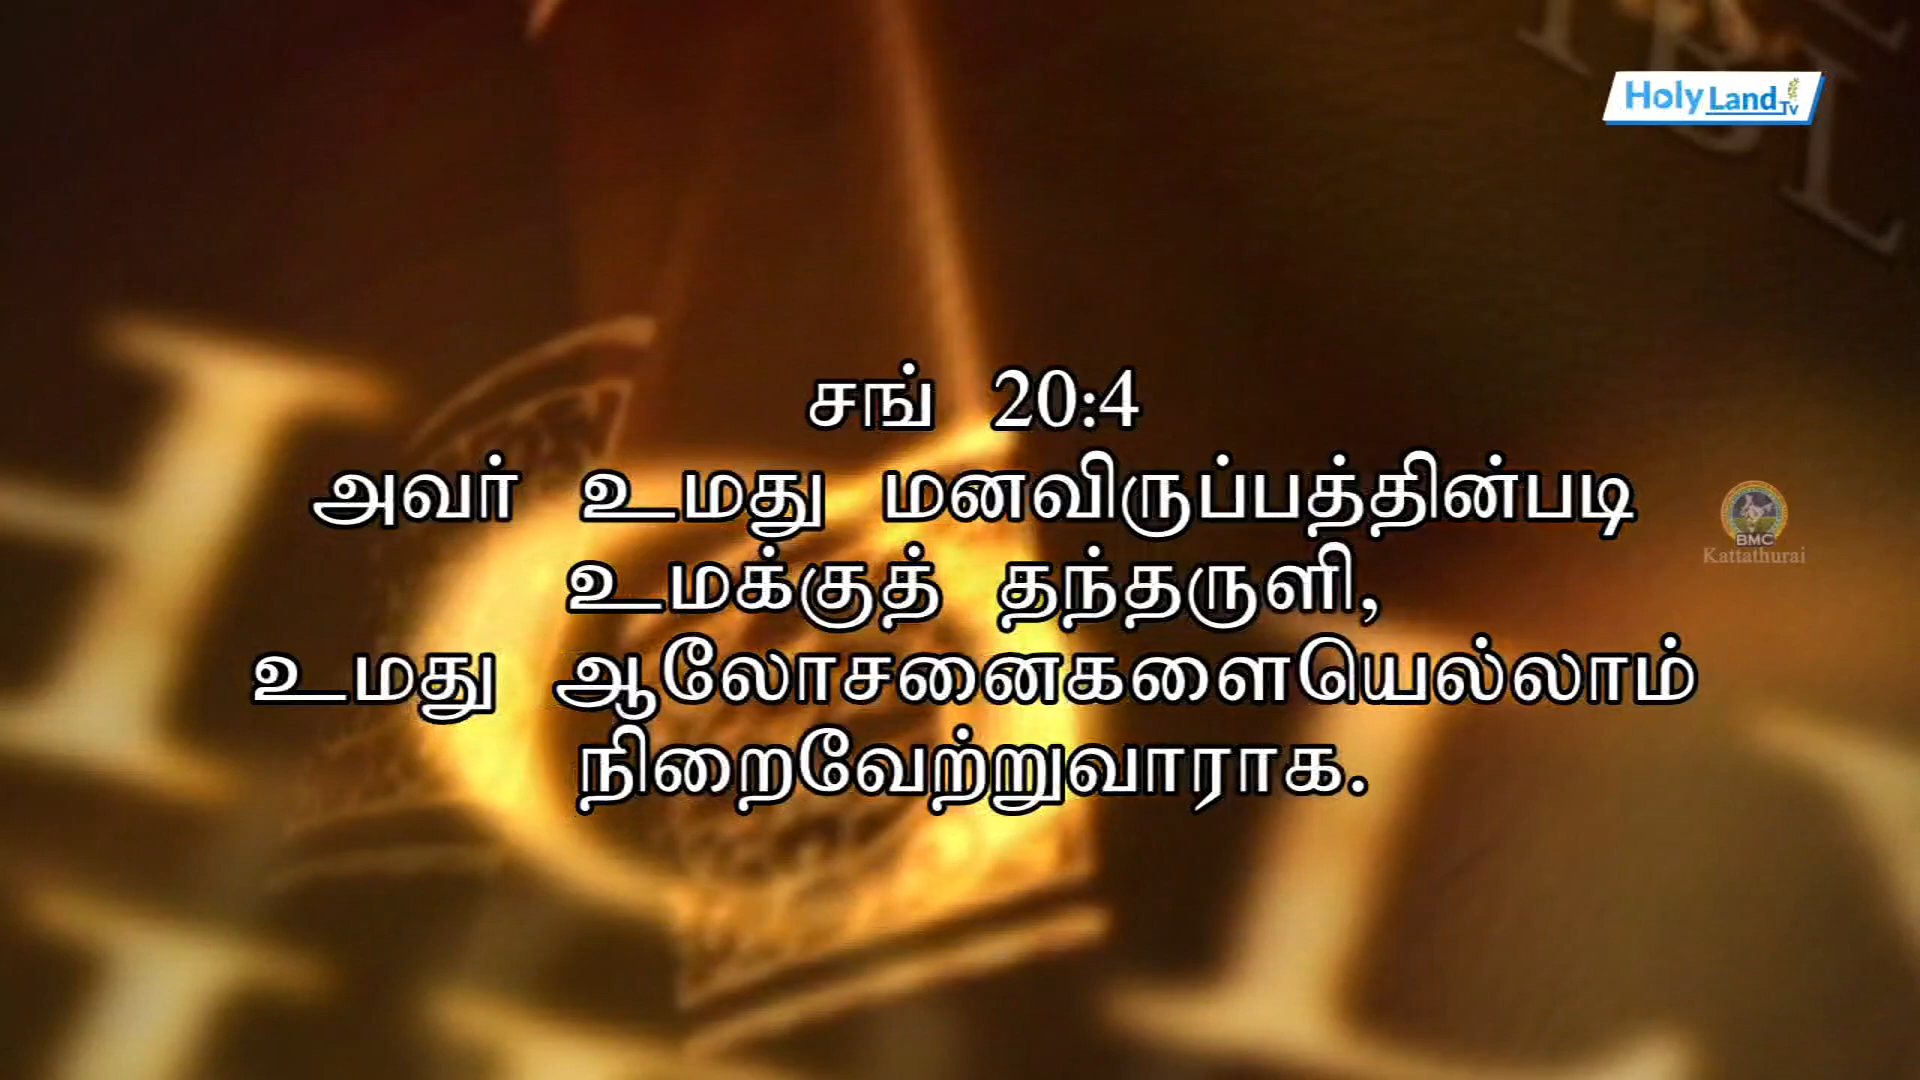 Holy Land TV
சங் 20:4
அவர் உமது மனவிருப்பத்தின்படி
உமக்குத் தந்தருளி,
உமது ஆலோசனைகளையெல்லாம்
நிறைவேற்றுவாராக.
BMC
Kattathurai